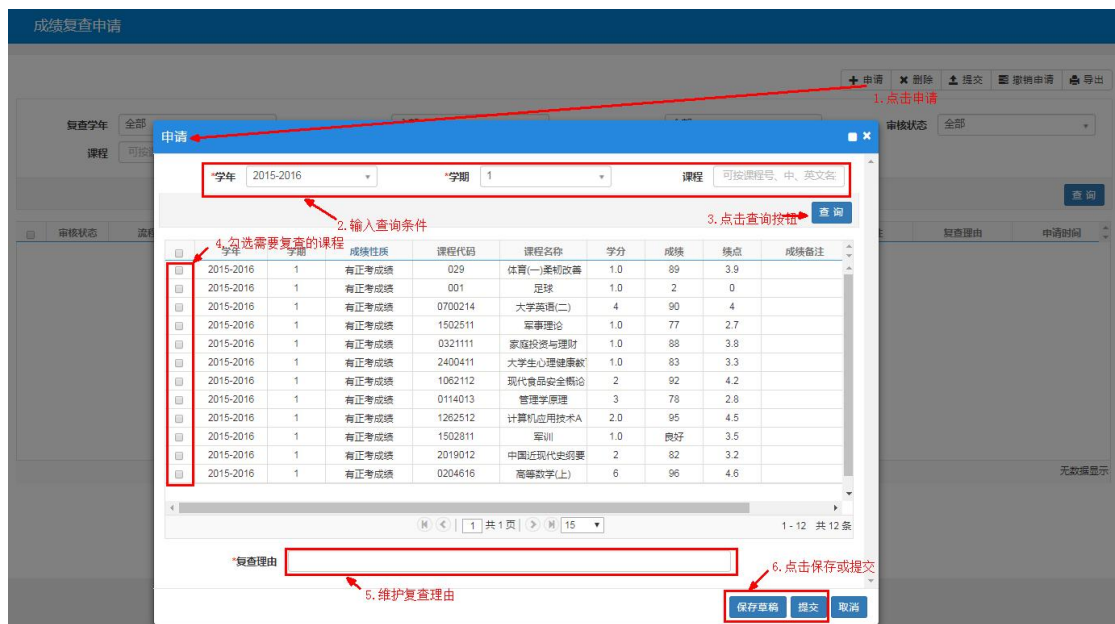 成绩复查申请
申请 删除 提交 撤销申请 导出
1.点击申请
复查学年 全部 审核状态 全部
课程
申请
*学年 2015-2016 *学期 1 课程 可按课程号、中、英文名
查询
2.输入查询条件 3.点击查询按钮 查询
4.勾选需要复查的课程
审核状态 复查理由 申请时间
学年 学期 成绩性质 课程代码 课程名称 学分 成绩 绩点 成绩备注
2015-2016 1 有正考成绩 029 体育(一)柔韧改善 1.0 89 3.9
2015-2016 1 有正考成绩 001 足球 1.0 2 0
2015-2016 1 有正考成绩 0700214 大学英语(二) 4 90 4
2015-2016 1 有正考成绩 1502511 军事理论 1.0 77 2.7
2015-2016 1 有正考成绩 0321111 家庭投资与理财 1.0 88 3.8
2015-2016 1 有正考成绩 2400411 大学生心理健康教 1.0 83 3.3
2015-2016 1 有正考成绩 1062112 现代食品安全概论 2 92 4.2
2015-2016 1 有正考成绩 0114013 管理学原理 3 78 2.8
2015-2016 1 有正考成绩 1262512 计算机应用技术A 2.0 95 4.5
2015-2016 1 有正考成绩 1502811 军训 1.0 良好 3.5
2015-2016 1 有正考成绩 2019012 中国近现代史纲要 2 82 3.2
2015-2016 1 有正考成绩 0204616 高等数学(上) 6 96 4.6
无数据显示
1 共1页 15 1 - 12 共12条
*复查理由
6.点击保存或提交
5.维护复查理由
保存草稿 提交 取消